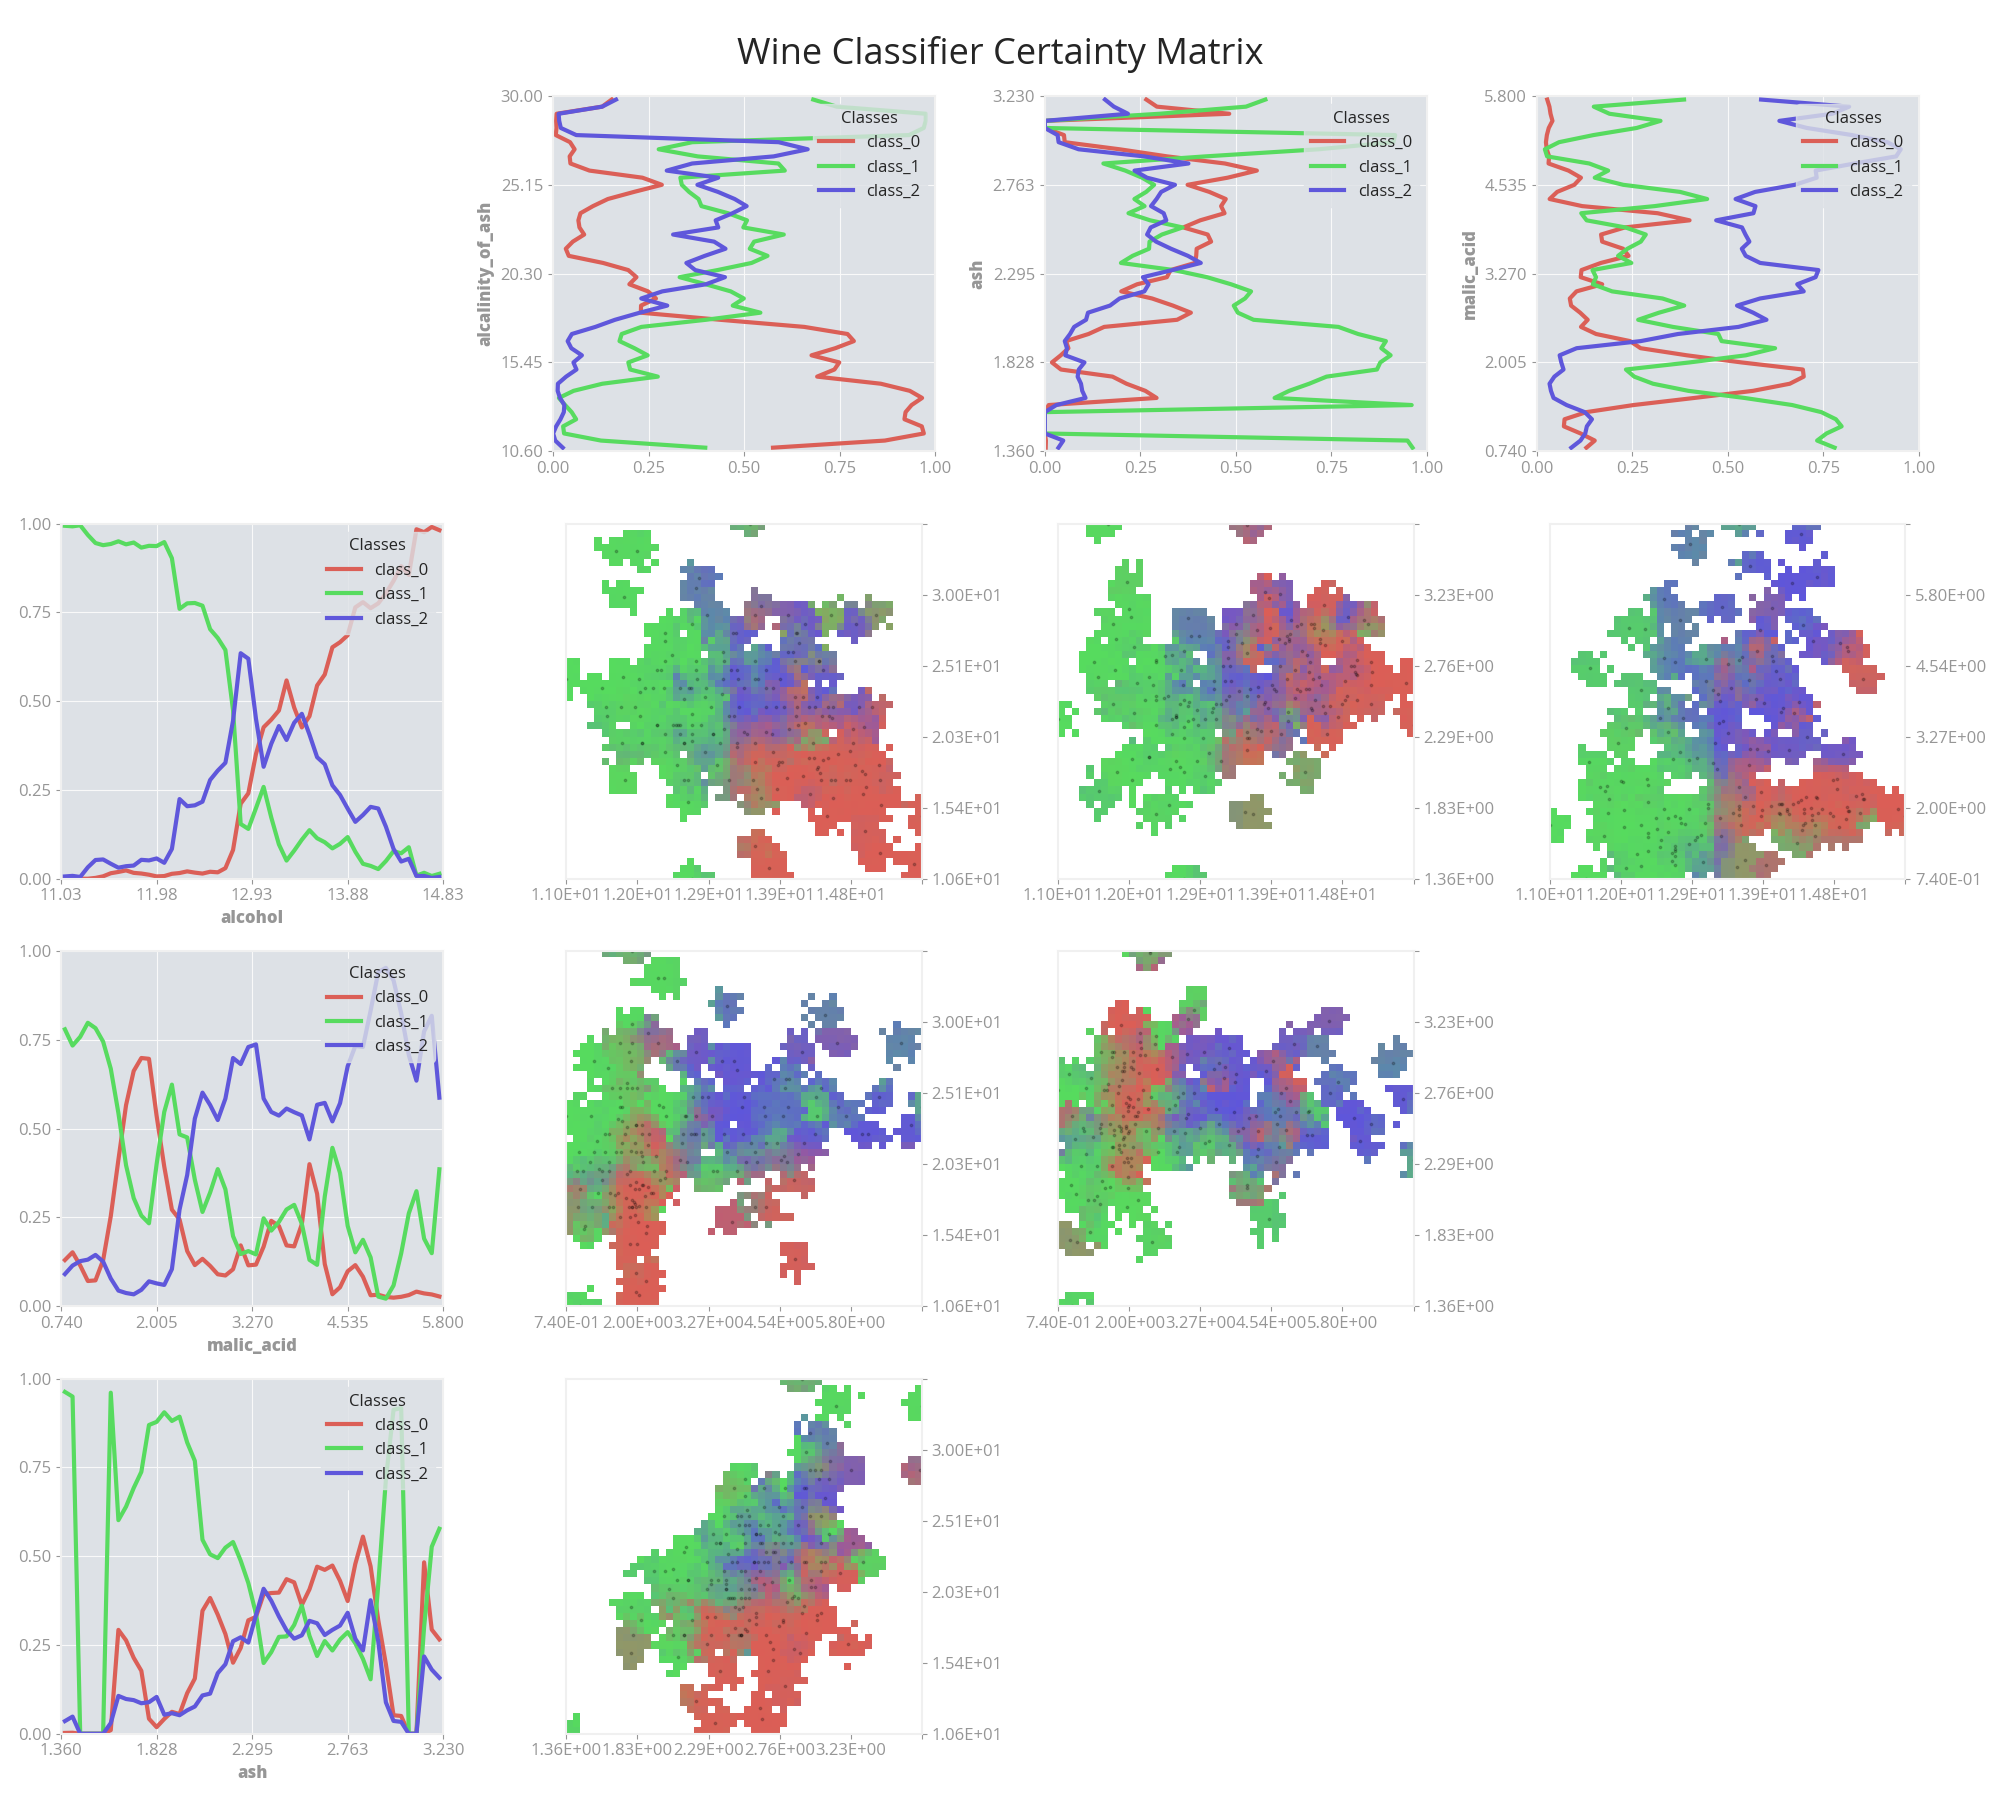 Wine Classifier Certainty Matrix
30.00
25.15
20.30
15.45
10.60
alcalinity_of_ash
0.00 0.25 0.50 0.75 1.00
Classes
class_0
class_1
class_2
3.230
2.763
2.295
1.828
1.360
ash
0.00 0.25 0.50 0.75 1.00
Classes
class_0
class_1
class_2
5.800
4.535
3.270
2.005
0.740
malic_acid
0.00 0.25 0.50 0.75 1.00
Classes
class_0
class_1
class_2
1.00
0.75
0.50
0.25
0.00
11.03 11.98 12.93 13.88 14.83
alcohol
Classes
class_0
class_1
class_2
3.00E+01
2.51E+01
2.03E+01
1.54E+01
1.06E+01
1.10E+01 1.20E+01 1.29E+01 1.39E+01 1.48E+01
3.23E+00
2.76E+00
2.29E+00
1.83E+00
1.36E+00
1.10E+01 1.20E+01 1.29E+01 1.39E+01 1.48E+01
5.80E+00
4.54E+00
3.27E+00
2.00E+00
7.40E-01
1.10E+01 1.20E+01 1.29E+01 1.39E+01 1.48E+01
1.00
0.75
0.50
0.25
0.00
0.740 2.005 3.270 4.535 5.800
malic_acid
Classes
class_0
class_1
class_2
3.00E+01
2.51E+01
2.03E+01
1.54E+01
1.06E+01
7.40E-01 2.00E+00 3.27E+00 4.54E+00 5.80E+00
3.23E+00
2.76E+00
2.29E+00
1.83E+00
1.36E+00
7.40E-01 2.00E+00 3.27E+00 4.54E+00 5.80E+00
1.00
0.75
0.50
0.25
0.00
1.360 1.828 2.295 2.763 3.230
ash
Classes
class_0
class_1
class_2
3.00E+01
2.51E+01
2.03E+01
1.54E+01
1.06E+01
1.36E+00 1.83E+00 2.29E+00 2.76E+00 3.23E+00